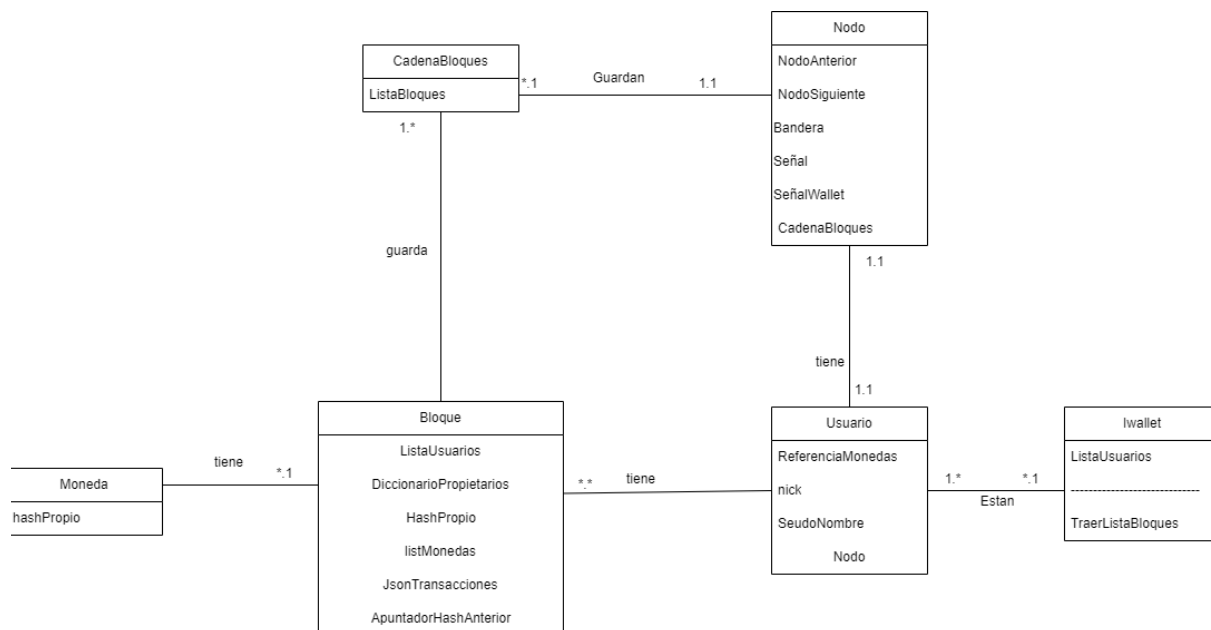 Nodo
NodoAnterior
NodoSiguiente
Bandera
Señal
SeñalWallet
CadenaBloques
CadenaBloques
ListaBloques
*.1
Guardan
1.1
1.*
guarda
1.1
tiene
1.1
Bloque
ListaUsuarios
DiccionarioPropietarios
HashPropio
listMonedas
JsonTransacciones
ApuntadorHashAnterior
Moneda
hashPropio
tiene
*.1
*.*
tiene
Usuario
ReferenciaMonedas
nick
SeudoNombre
Nodo
1.*
*.1
Estan
Iwallet
ListaUsuarios
----------------------------
TraerListaBloques